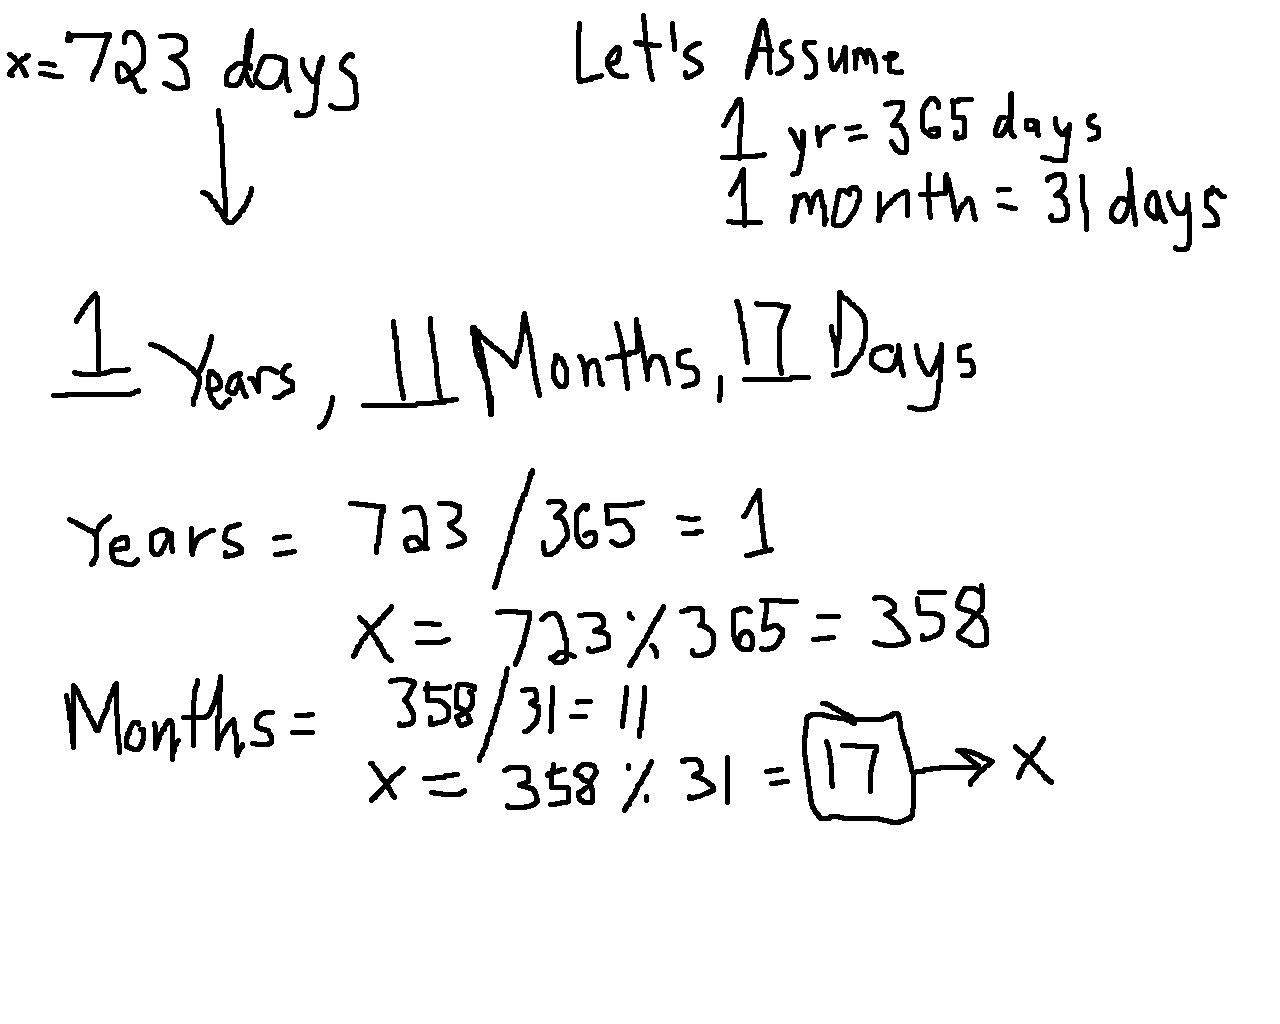 x=723 days
Let's Assume
1 yr=365 days
1 month = 31 days
1 Years, 11 Months, 17 Days
Years = 723 / 365 = 1
x = 723 % 365 = 358
Months = 358 / 31 = 11
x = 358 % 31 = 17 → x